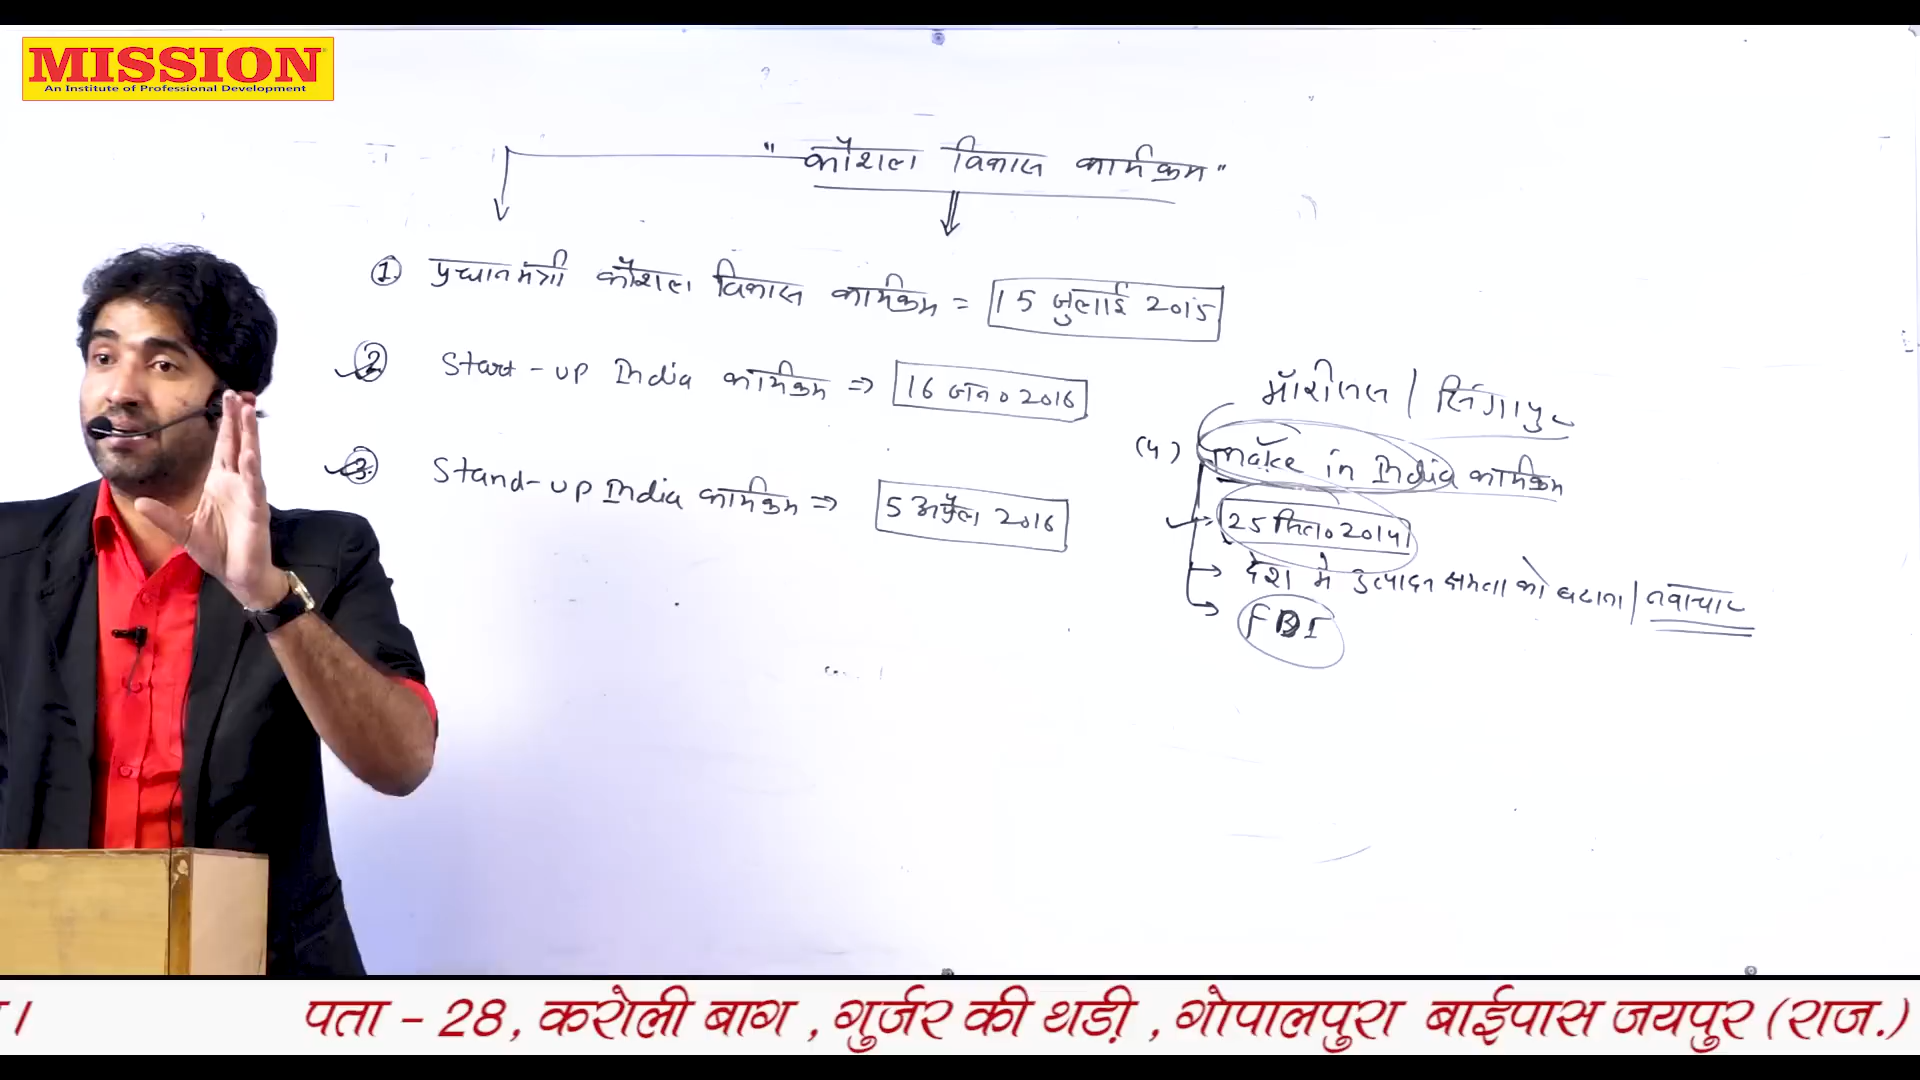 MISSION
An Institute of Professional Development
" कौशल विकास कार्यक्रम "
① प्रधानमंत्री कौशल विकास कार्यक्रम = 15 जुलाई 2015
② Start-up India कार्यक्रम ⇒ 16 जन० 2016
③ Stand-up India कार्यक्रम ⇒ 5 अप्रैल 2016
मॉरीशस / सिंगापुर
(4) make in India कार्यक्रम
25 सित० 2014
→ देश में उत्पादन क्षमता को / नवाचार
→ FDI
पता - 28, करोली बाग , गुर्जर की थडी़ , गोपालपुरा बाईपास जयपुर (राज.)